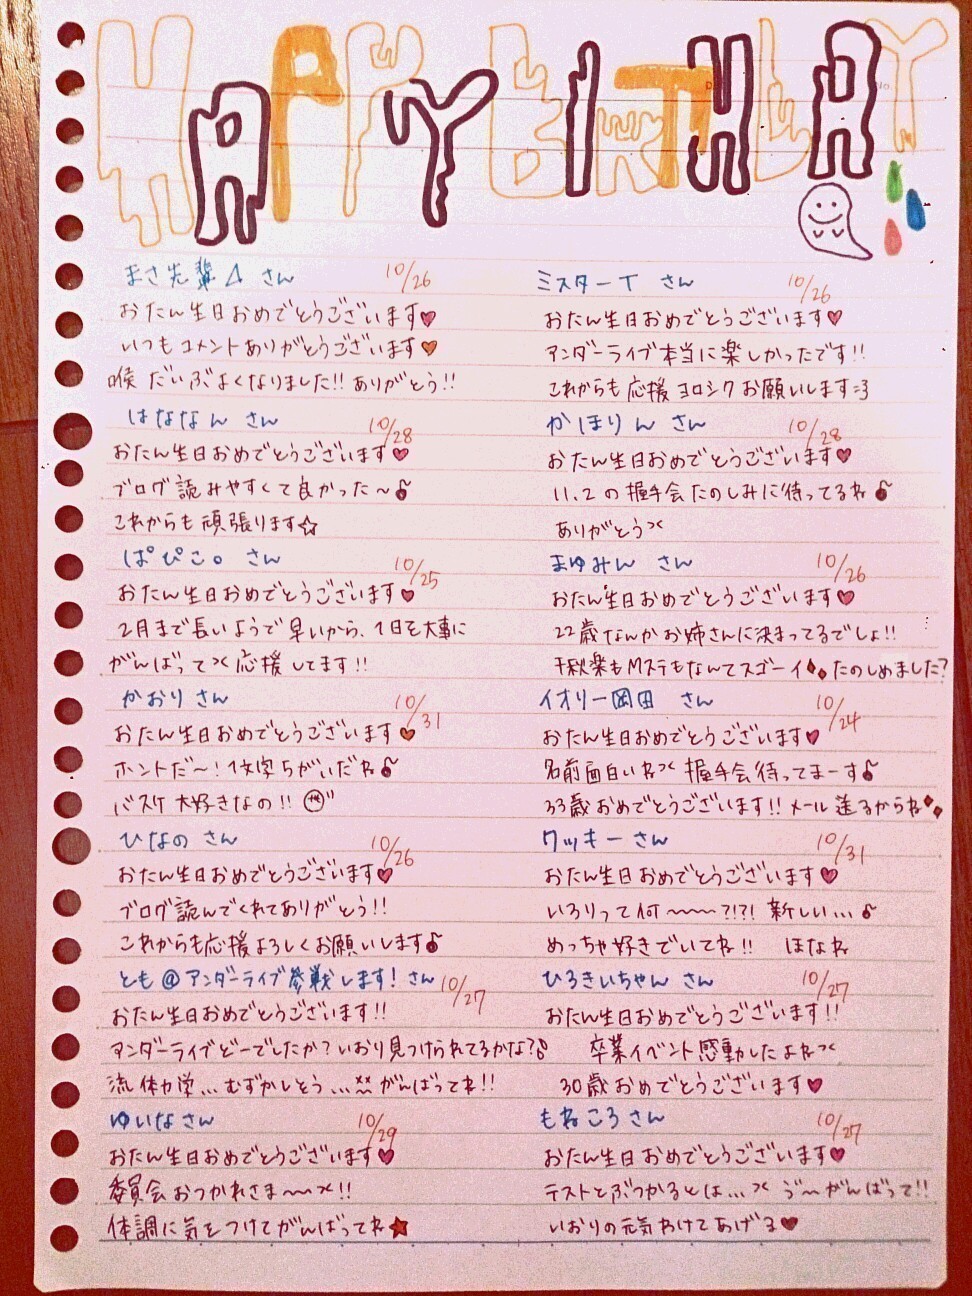 HAPPY BIRTHDAY
HAPPY BIRTHDAY
まさ先輩⊿ さん 10/26
おたん生日おめでとうございます♥
いつもコメントありがとうございます♥
喉 だいぶよくなりました!! ありがとう!!
はななん さん 10/28
おたん生日おめでとうございます♥
ブログ読みやすくて良かった～♪
これからも頑張ります☆
ぱぴこ。 さん 10/25
おたん生日おめでとうございます♥
2月まで長いようで早いから、1日を大事に
がんばってつく応援してます!!
かおりさん 10/31
おたん生日おめでとうございます♥
ホントだ～!1文字ちがいだね♪
バスケ大好きなの!!
ひなの さん 10/26
おたん生日おめでとうございます♥
ブログ読んでくれてありがとう!!
これからも応援よろしくお願いします♪
とも@アンダーライブ参戦します! さん 10/27
おたん生日おめでとうございます!!
アンダーライブどーでしたか?いおり見つけられてるかな?♪
流体力学...むずかしそう...がんばってね!!
ゆいなさん 10/29
おたん生日おめでとうございます♥
委員会おつかれさま～～!!
体調に気をつけてがんばってね★
ミスターT さん 10/26
おたん生日おめでとうございます♥
アンダーライブ本当に楽しかったです!!
これからも応援ヨロシクお願いします:3
かほりん さん 10/28
おたん生日おめでとうございます♥
11.2の握手会たのしみに待ってるね♪
ありがとう
まゆみん さん 10/26
おたん生日おめでとうございます♥
22歳なんかお姉さんに決まってるでしょ!!
千秋楽もMステもなんてスゴーイ たのしめました?
イオリー岡田 さん 10/24
おたん生日おめでとうございます♥
名前面白いね 握手会待ってまーす♪
33歳おめでとうございます!! メール送るからね
クッキーさん 10/31
おたん生日おめでとうございます♥
いろりって何～～～?!?! 新しい...♪
めっちゃ好きでいてね!! ほなね
ひろきいちゃん さん 10/27
おたん生日おめでとうございます!!
卒業イベント感動したよね
30歳おめでとうございます♥
もねころさん 10/27
おたん生日おめでとうございます♥
テストとぶつかるとは... う～がんばって!!
いおりの元気わけてあげる♥